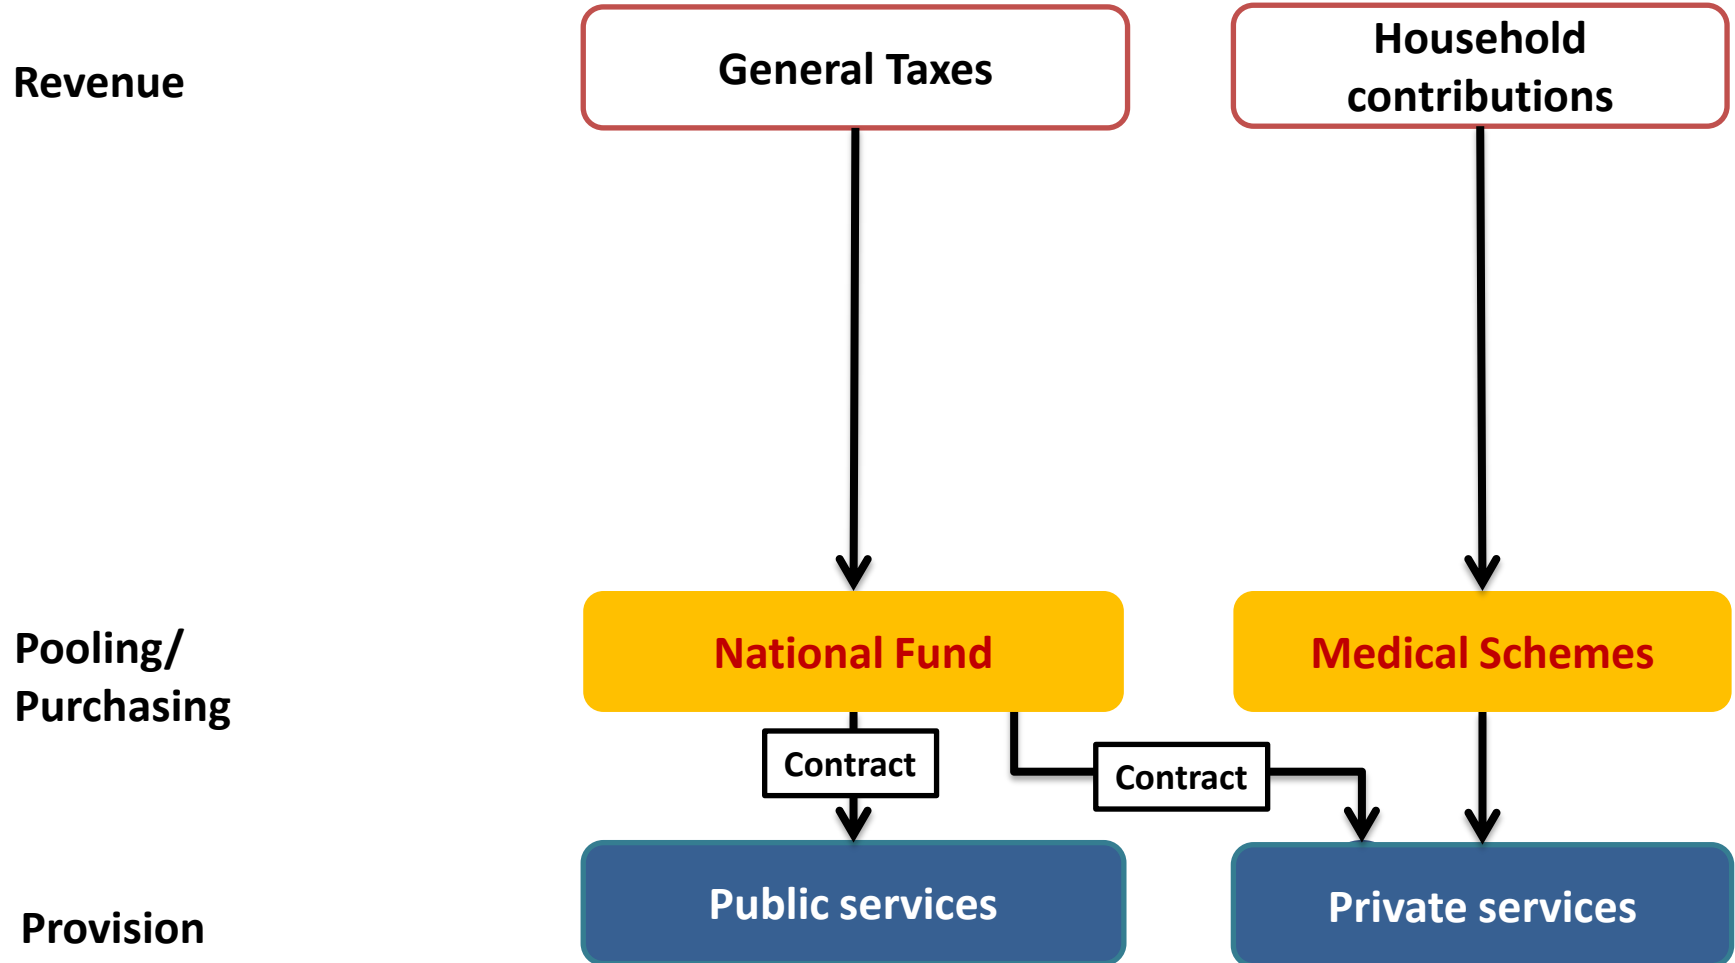 Revenue
General Taxes
Household
contributions
Pooling/
Purchasing
National Fund
Medical Schemes
Contract
Contract
Provision
Public services
Private services